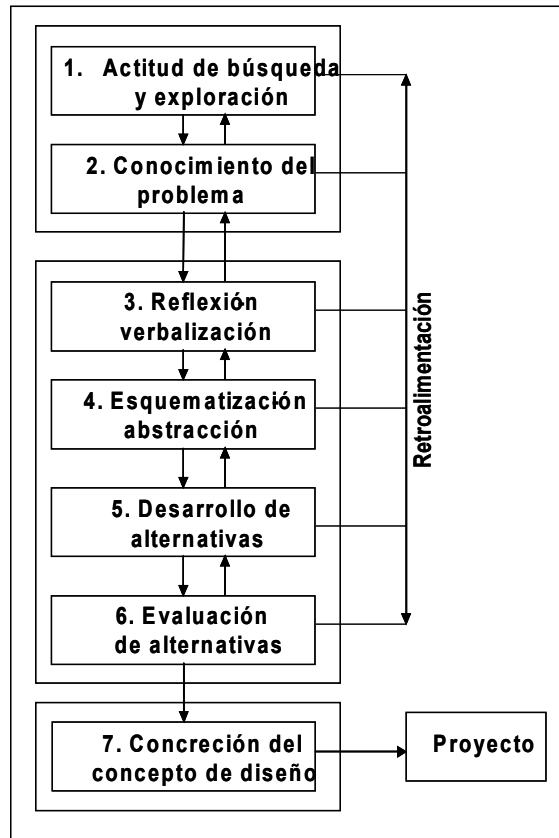 1. Actitud de búsqueda
y exploración
2. Conocimiento del
problema
3. Reflexión-
verbalización
4. Esquematización-
abstracción
5. Desarrollo de
alternativas
6. Evaluación
de alternativas
7. Concreción del
concepto de diseño
Proyecto
Retroalimentación